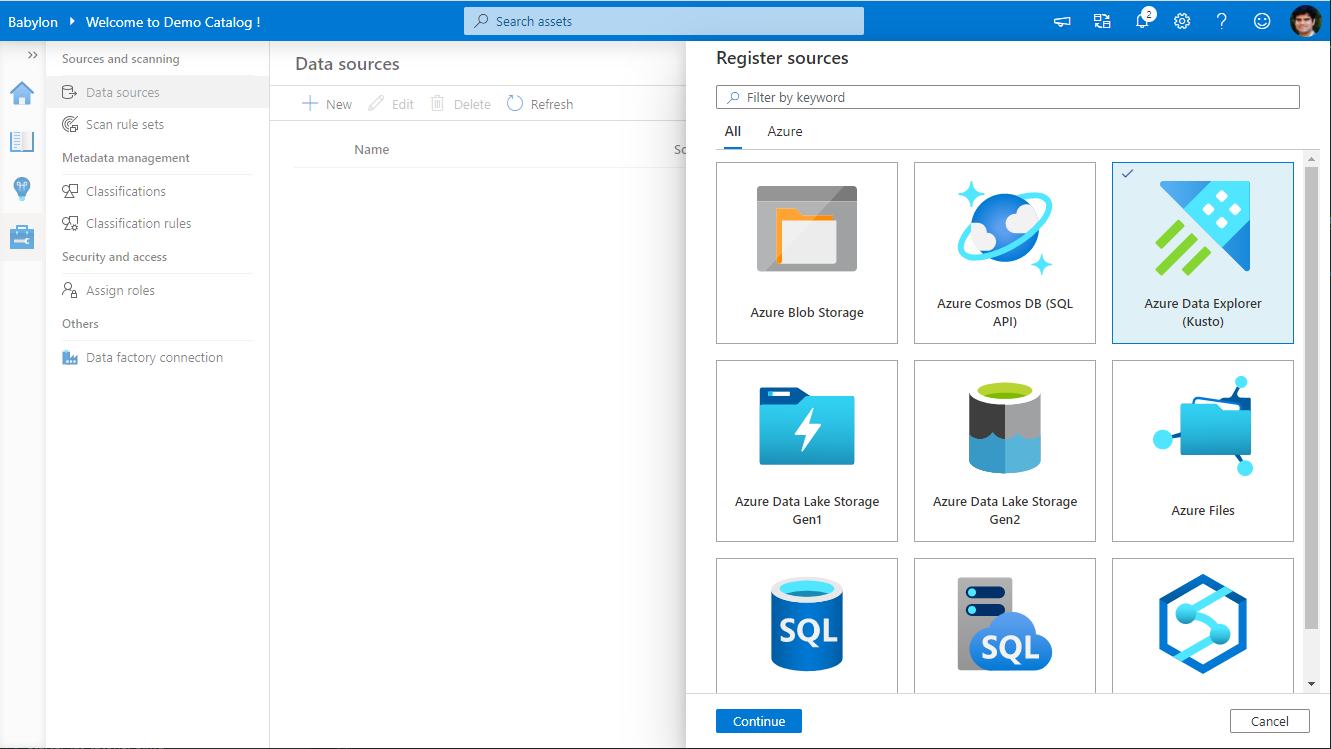 Babylon
Welcome to Demo Catalog !
Search assets
2
Sources and scanning
Data sources
Scan rule sets
Metadata management
Classifications
Classification rules
Security and access
Assign roles
Others
Data factory connection
Data sources
New
Edit
Delete
Refresh
Name
Sc
Register sources
Filter by keyword
All
Azure
Azure Blob Storage
Azure Cosmos DB (SQL
API)
Azure Data Explorer
(Kusto)
Azure Data Lake Storage
Gen1
Azure Data Lake Storage
Gen2
Azure Files
SQL
SQL
Continue
Cancel